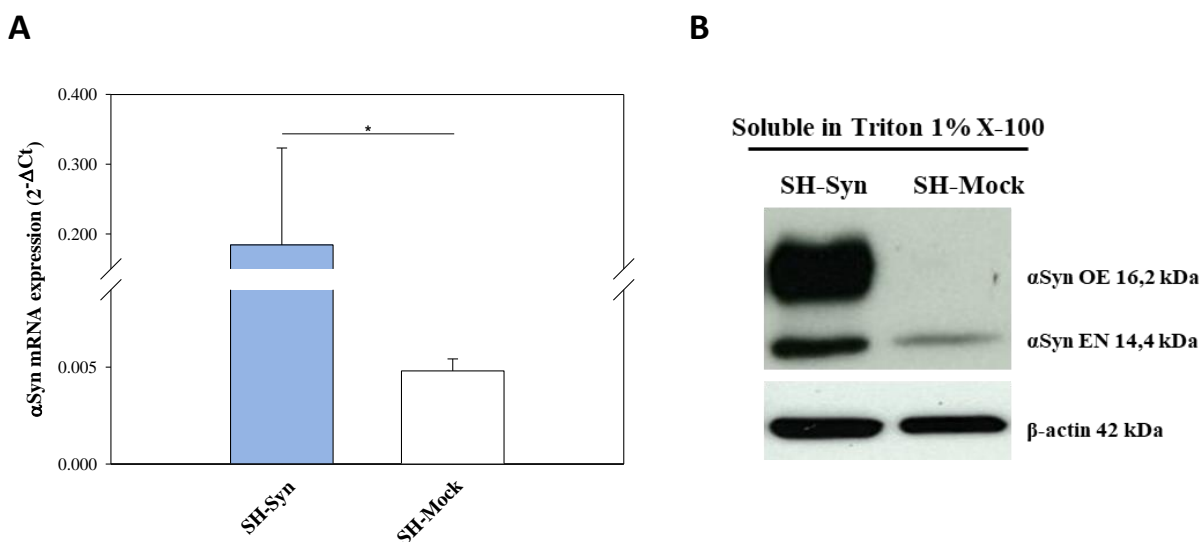 A
B
αSyn mRNA expression (2^-ΔCt)
0.400
0.300
0.200
0.005
0.000
*
SH-Syn
SH-Mock
Soluble in Triton 1% X-100
SH-Syn SH-Mock
αSyn OE 16,2 kDa
αSyn EN 14,4 kDa
β-actin 42 kDa